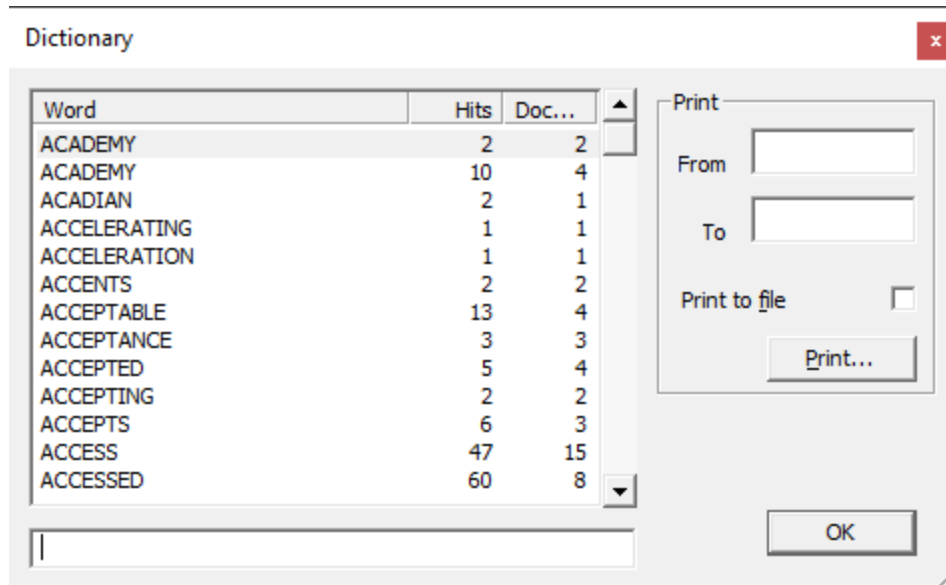 Dictionary
x
Word Hits Doc...
ACADEMY 2 2
ACADEMY 10 4
ACADIAN 2 1
ACCELERATING 1 1
ACCELERATION 1 1
ACCENTS 2 2
ACCEPTABLE 13 4
ACCEPTANCE 3 3
ACCEPTED 5 4
ACCEPTING 2 2
ACCEPTS 6 3
ACCESS 47 15
ACCESSED 60 8
Print
From
To
Print to file
Print...
OK